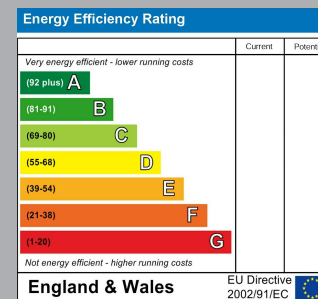 Energy Efficiency Rating
Current Potent
Very energy efficient - lower running costs
(92 plus) A
(81-91) B
(69-80) C
(55-68) D
(39-54) E
(21-38) F
(1-20) G
Not energy efficient - higher running costs
England & Wales
EU Directive
2002/91/EC